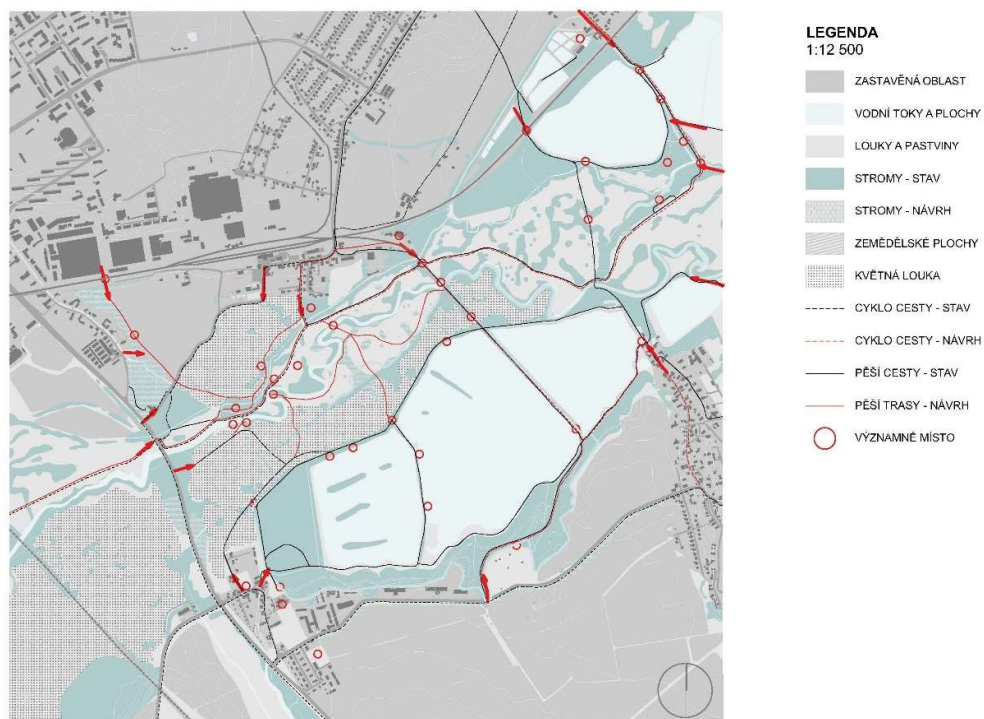 LEGENDA
1:12 500
ZASTAVĚNÁ OBLAST
VODNÍ TOKY A PLOCHY
LOUKY A PASTVINY
STROMY - STAV
STROMY - NÁVRH
ZEMĚDĚLSKÉ PLOCHY
KVĚTNÁ LOUKA
CYKLO CESTY - STAV
CYKLO CESTY - NÁVRH
PĚŠÍ CESTY - STAV
PĚŠÍ TRASY - NÁVRH
VÝZNAMNÉ MÍSTO